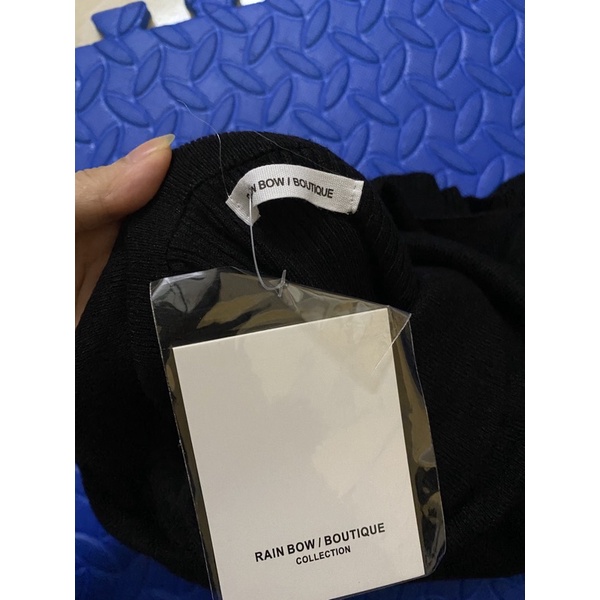 N BOW / BOUTIQUE
RAIN BOW / BOUTIQUE
COLLECTION